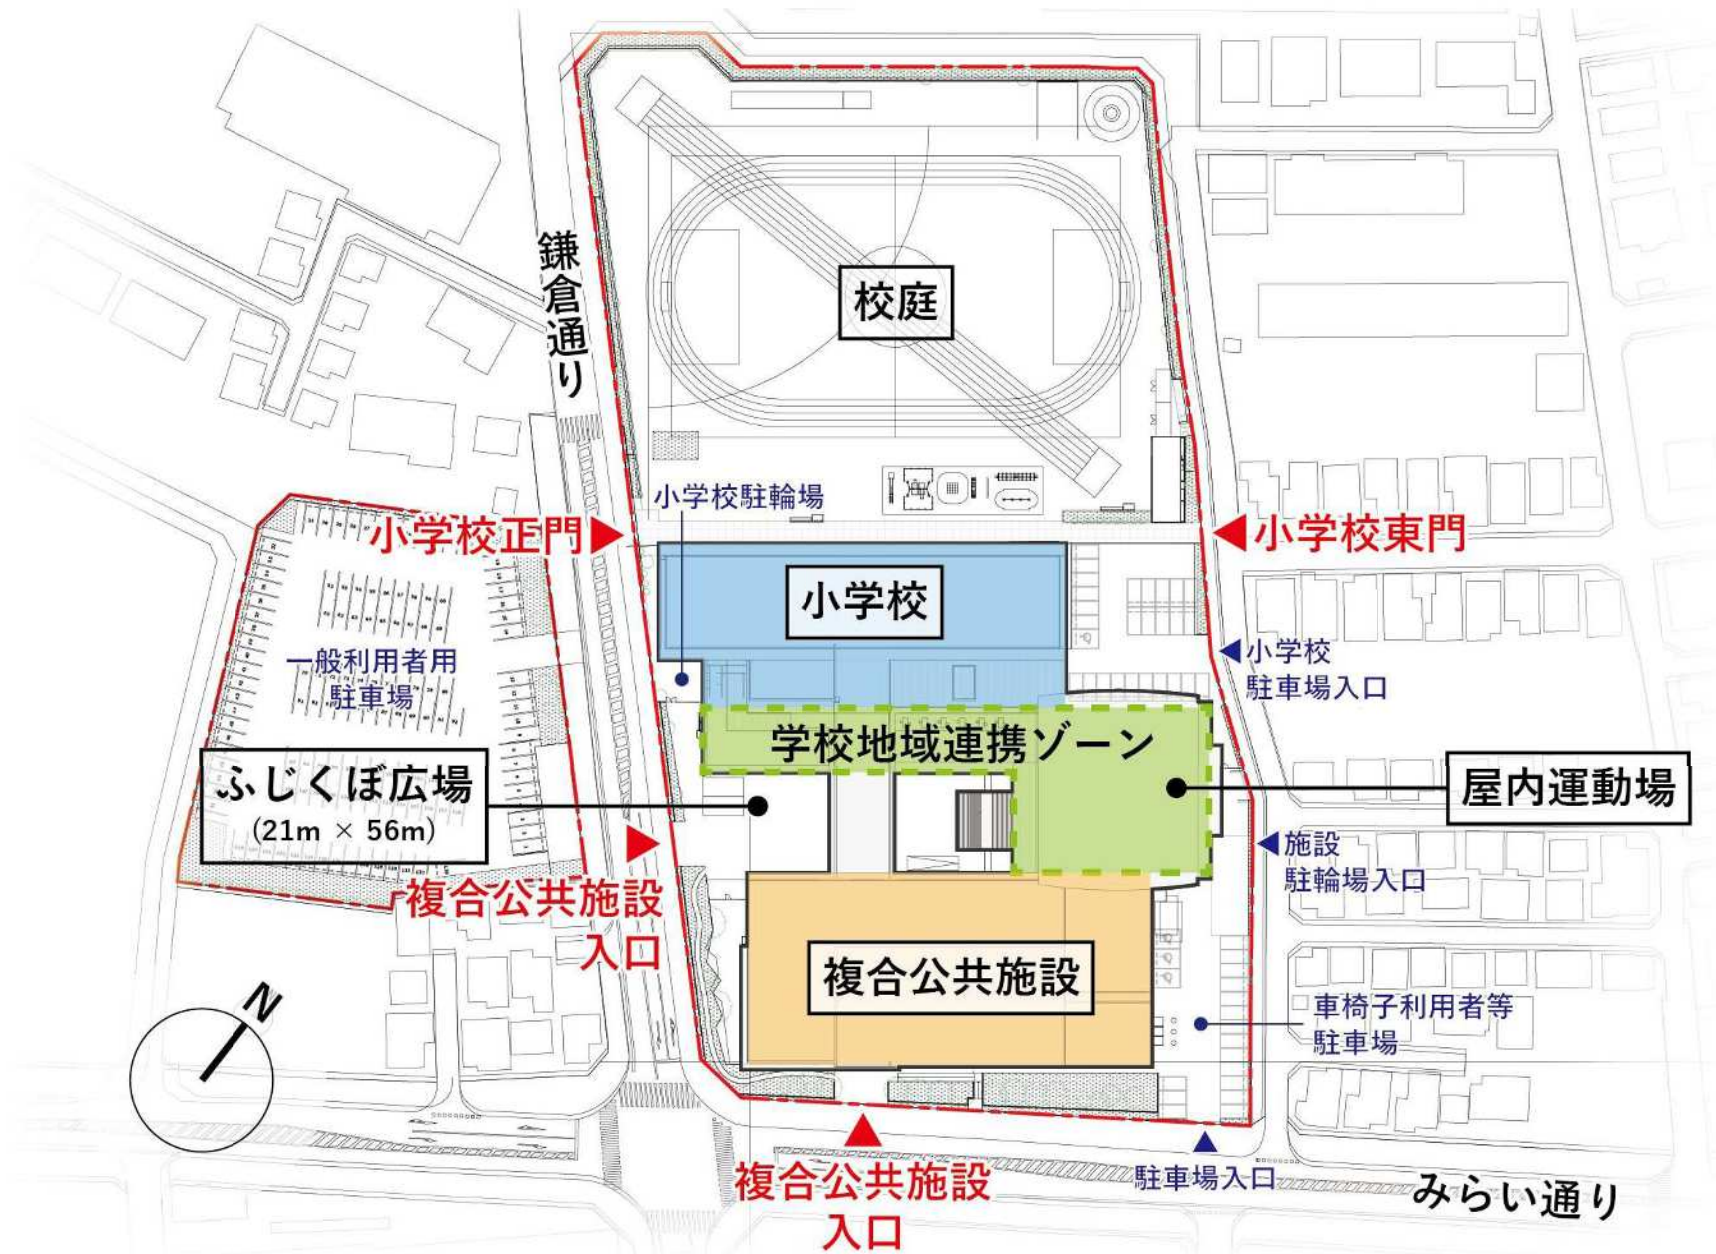 校庭
鎌倉通り
小学校駐輪場
小学校正門
小学校東門
小学校
一般利用者用
駐車場
小学校
駐車場入口
学校地域連携ゾーン
ふじくぼ広場
(21m × 56m)
屋内運動場
施設
駐輪場入口
複合公共施設
入口
複合公共施設
車椅子利用者等
駐車場
N
複合公共施設
入口
駐車場入口
みらい通り